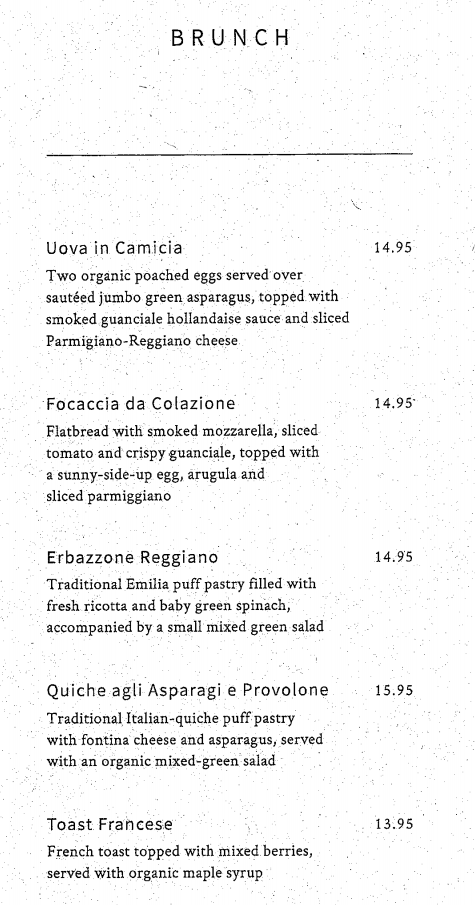 BRUNCH
Uova in Camicia 14.95
Two organic poached eggs served over
sautéed jumbo green asparagus, topped with
smoked guanciale hollandaise sauce and sliced
Parmigiano-Reggiano cheese
Focaccia da Colazione 14.95
Flatbread with smoked mozzarella, sliced
tomato and crispy guanciale, topped with
a sunny-side-up egg, arugula and
sliced parmiggiano
Erbazzone Reggiano 14.95
Traditional Emilia puff pastry filled with
fresh ricotta and baby green spinach,
accompanied by a small mixed green salad
Quiche agli Asparagi e Provolone 15.95
Traditional Italian-quiche puff pastry
with fontina cheese and asparagus, served
with an organic mixed-green salad
Toast Francese 13.95
French toast topped with mixed berries,
served with organic maple syrup